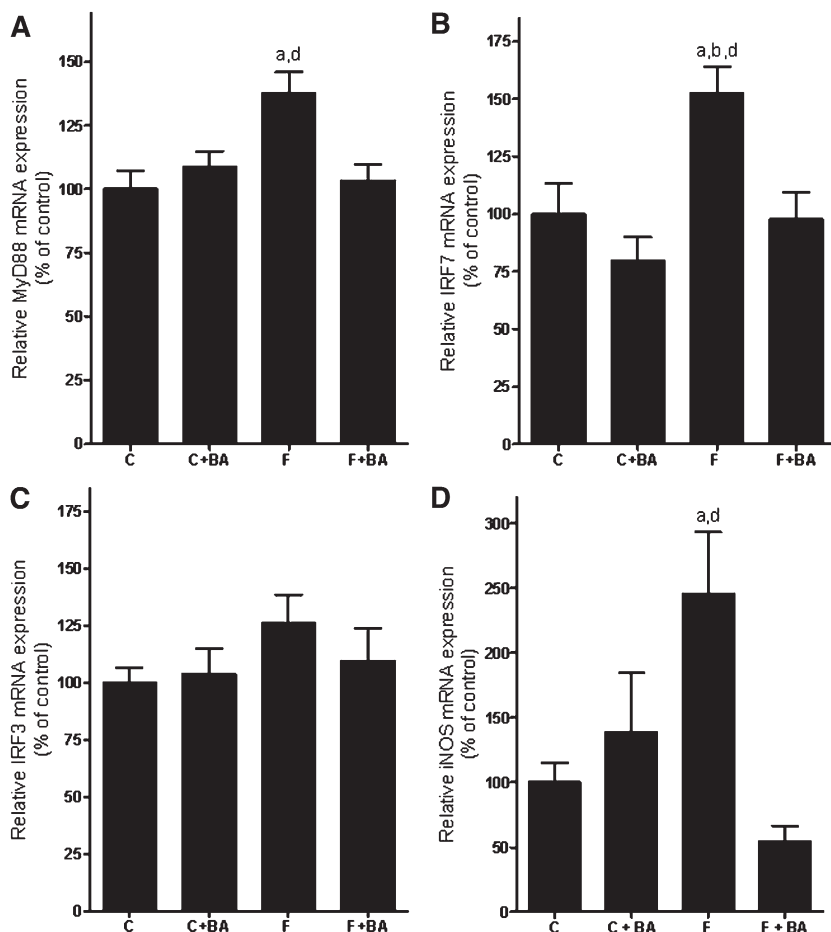 A
Relative MyD88 mRNA expression
(% of control)
150
125
100
75
50
25
0
a,d
C
C+BA
F
F+BA
B
Relative IRF7 mRNA expression
(% of control)
175
150
125
100
75
50
25
0
a,b,d
C
C+BA
F
F+BA
C
Relative IRF3 mRNA expression
(% of control)
175
150
125
100
75
50
25
0
C
C+BA
F
F+BA
D
Relative iNOS mRNA expression
(% of control)
300
250
200
150
100
50
0
a,d
C
C + BA
F
F + BA